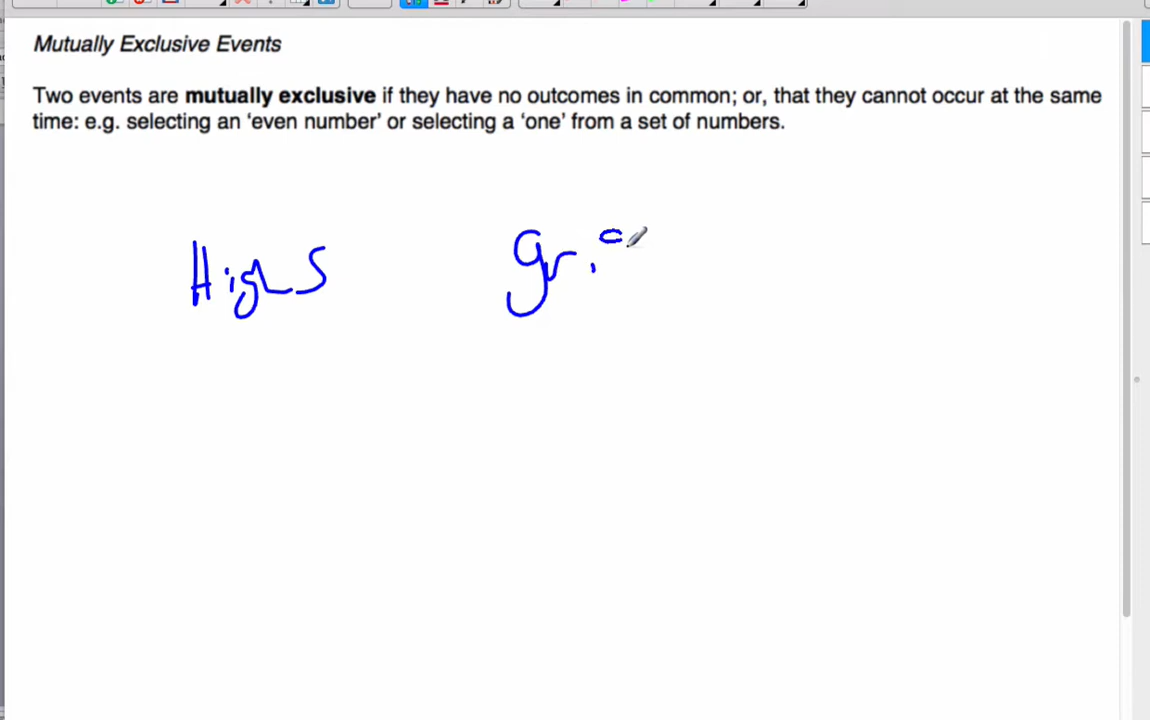 Mutually Exclusive Events
Two events are mutually exclusive if they have no outcomes in common; or, that they cannot occur at the same
time: e.g. selecting an ‘even number’ or selecting a ‘one’ from a set of numbers.
High S